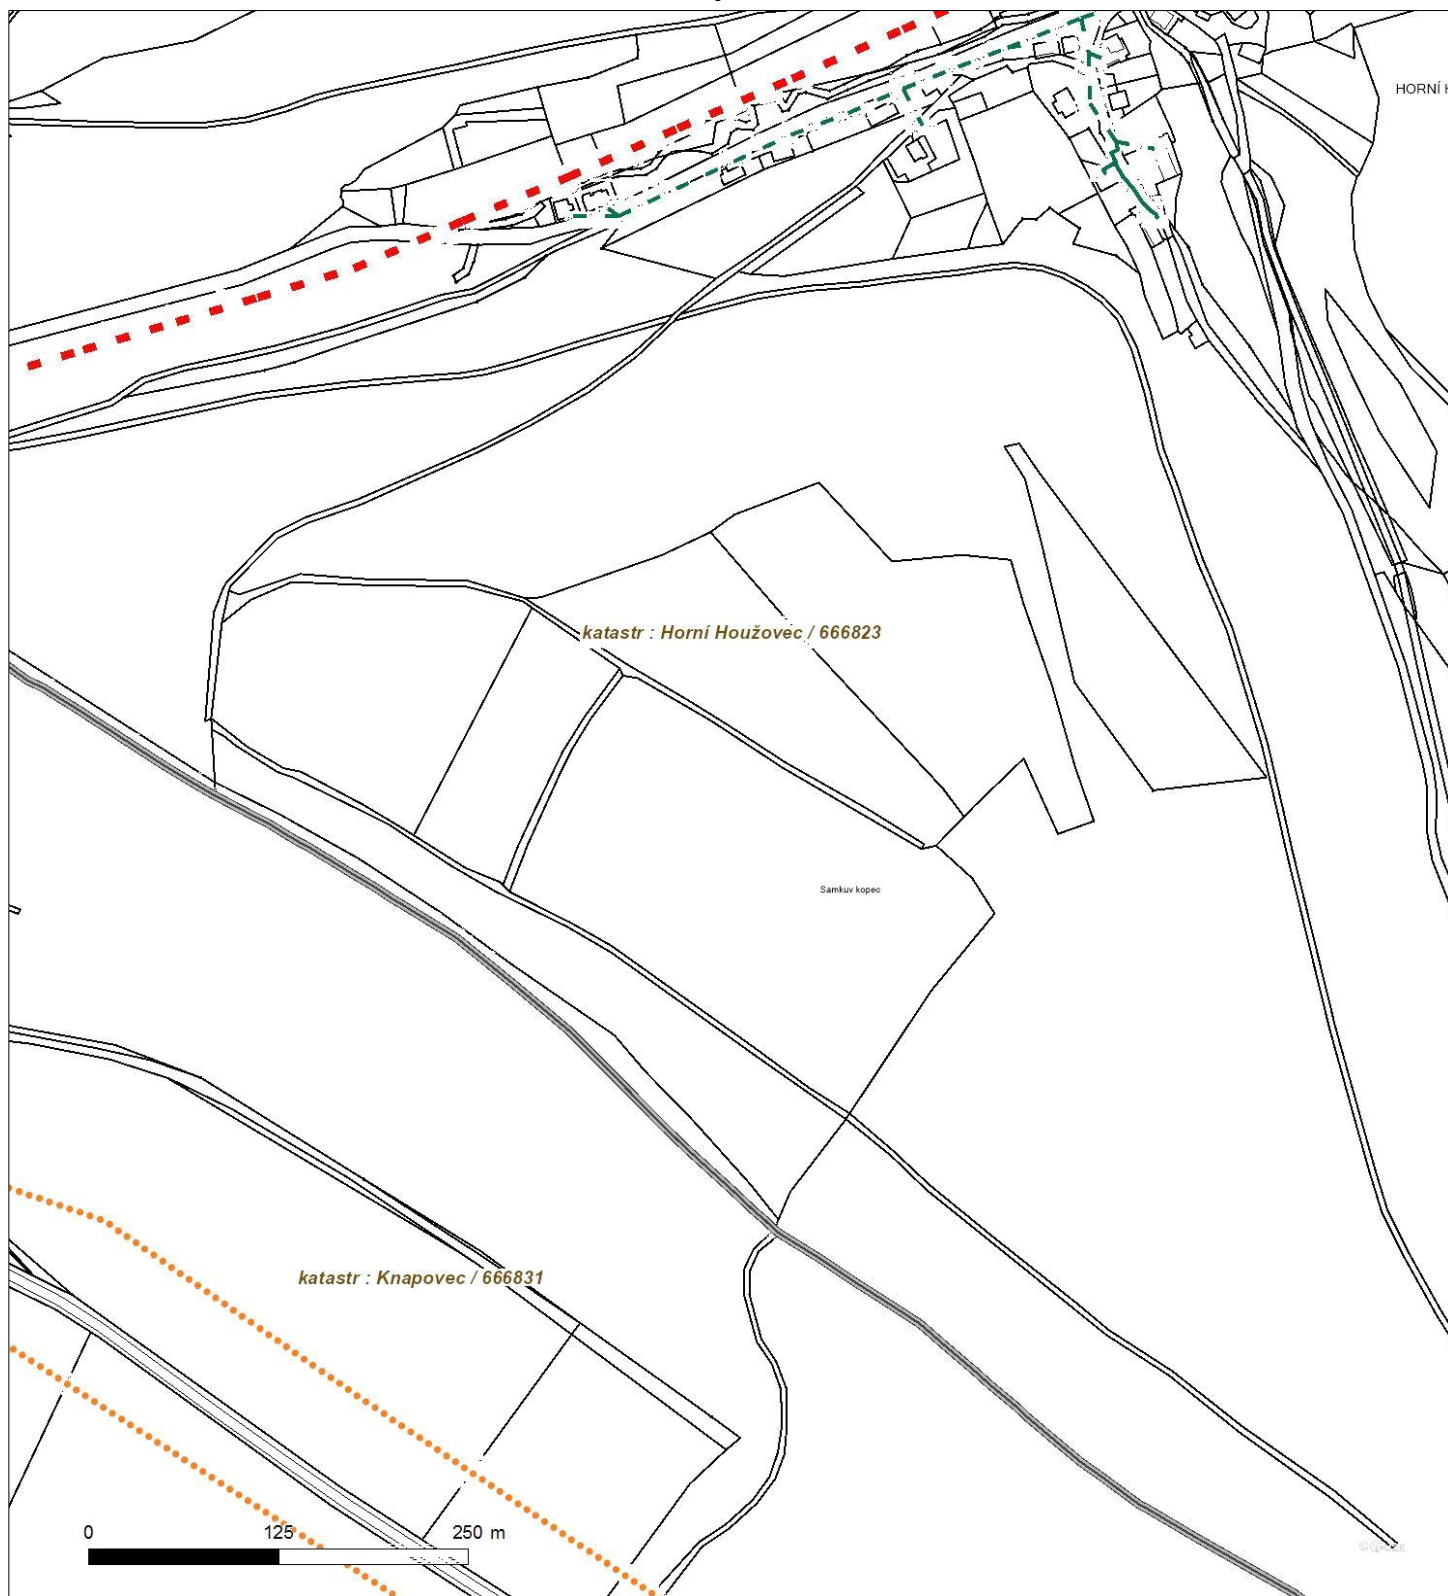 HORNÍ H
katastr : Horní Houžovec / 666823
Samkuv kopec
katastr : Knapovec / 666831
0 125 250 m